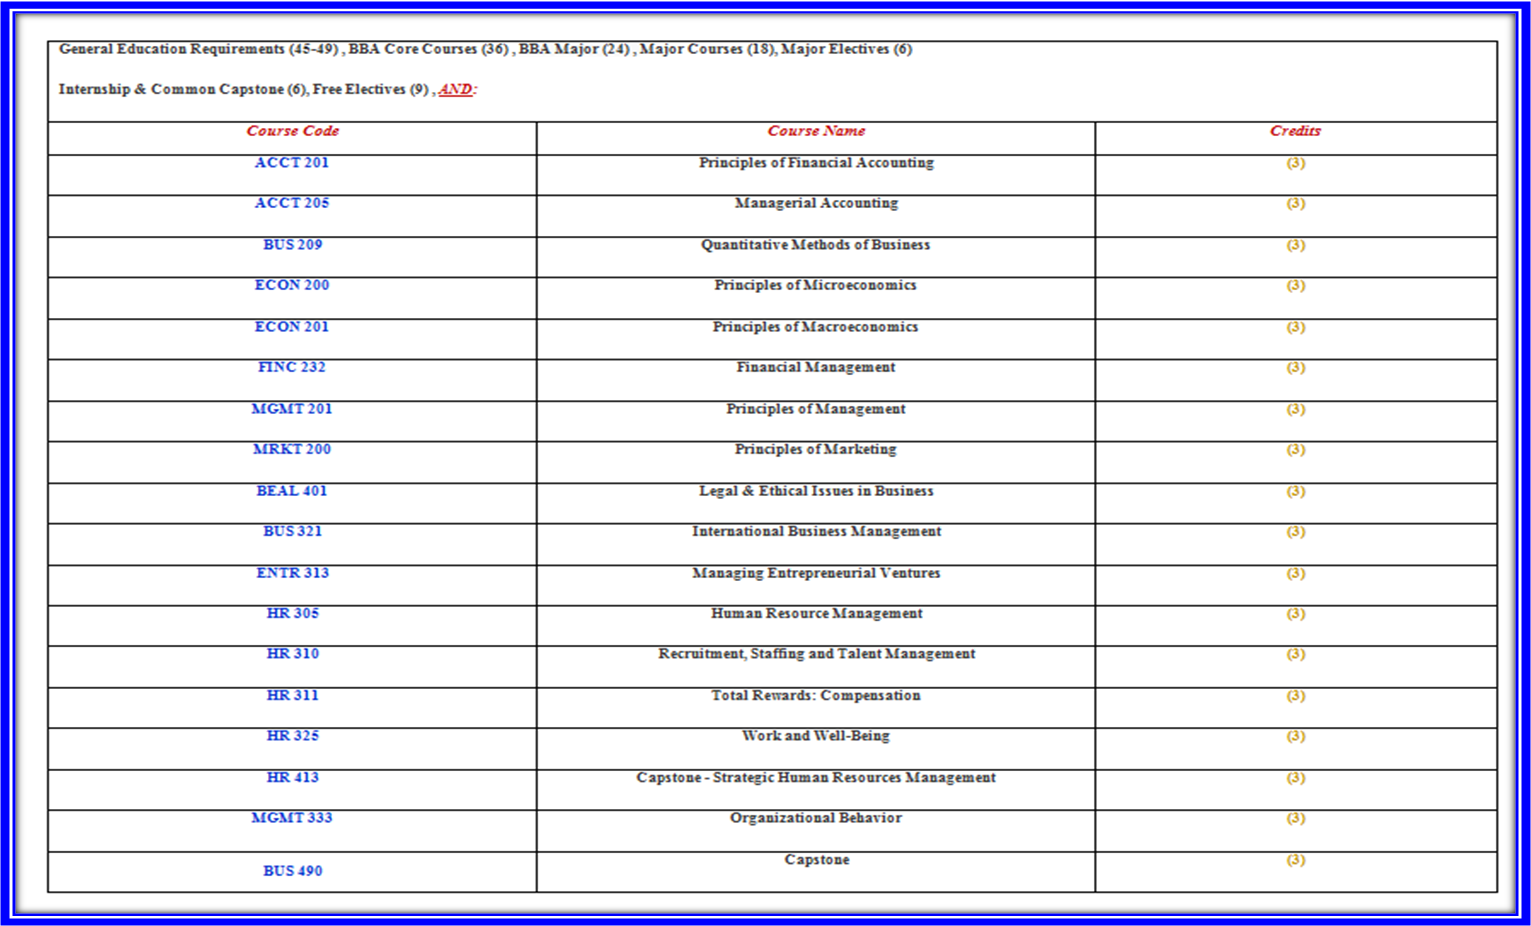 General Education Requirements (45-49) , BBA Core Courses (36) , BBA Major (24) , Major Courses (18), Major Electives (6)
Internship & Common Capstone (6), Free Electives (9) , AND:
Course Code Course Name Credits
ACCT 201 Principles of Financial Accounting (3)
ACCT 205 Managerial Accounting (3)
BUS 209 Quantitative Methods of Business (3)
ECON 200 Principles of Microeconomics (3)
ECON 201 Principles of Macroeconomics (3)
FINC 232 Financial Management (3)
MGMT 201 Principles of Management (3)
MRKT 200 Principles of Marketing (3)
BEAL 401 Legal & Ethical Issues in Business (3)
BUS 321 International Business Management (3)
ENTR 313 Managing Entrepreneurial Ventures (3)
HR 305 Human Resource Management (3)
HR 310 Recruitment, Staffing and Talent Management (3)
HR 311 Total Rewards: Compensation (3)
HR 325 Work and Well-Being (3)
HR 413 Capstone - Strategic Human Resources Management (3)
MGMT 333 Organizational Behavior (3)
BUS 490 Capstone (3)